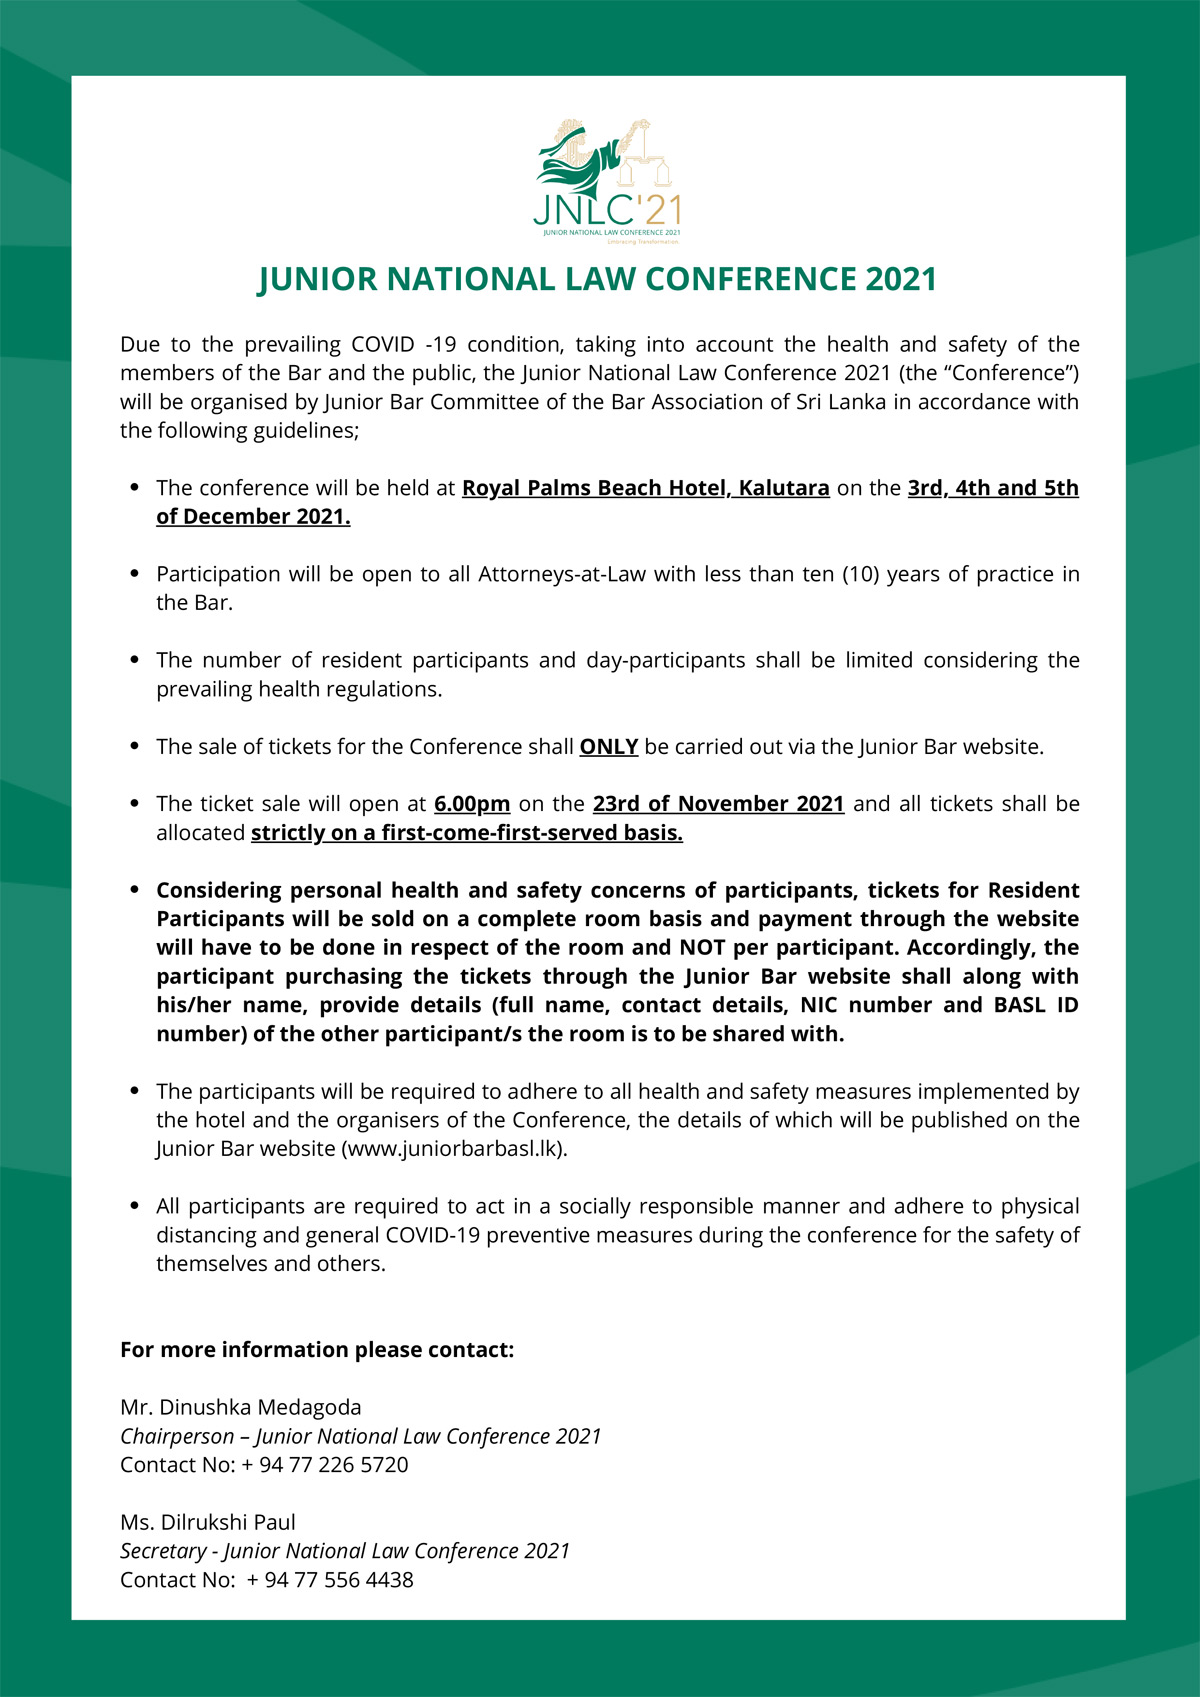 JNLC'21
JUNIOR NATIONAL LAW CONFERENCE 2021
Embracing Transformation
JUNIOR NATIONAL LAW CONFERENCE 2021
Due to the prevailing COVID -19 condition, taking into account the health and safety of the
members of the Bar and the public, the Junior National Law Conference 2021 (the “Conference”)
will be organised by Junior Bar Committee of the Bar Association of Sri Lanka in accordance with
the following guidelines;
• The conference will be held at Royal Palms Beach Hotel, Kalutara on the 3rd, 4th and 5th
of December 2021.
• Participation will be open to all Attorneys-at-Law with less than ten (10) years of practice in
the Bar.
• The number of resident participants and day-participants shall be limited considering the
prevailing health regulations.
• The sale of tickets for the Conference shall ONLY be carried out via the Junior Bar website.
• The ticket sale will open at 6.00pm on the 23rd of November 2021 and all tickets shall be
allocated strictly on a first-come-first-served basis.
• Considering personal health and safety concerns of participants, tickets for Resident
Participants will be sold on a complete room basis and payment through the website
will have to be done in respect of the room and NOT per participant. Accordingly, the
participant purchasing the tickets through the Junior Bar website shall along with
his/her name, provide details (full name, contact details, NIC number and BASL ID
number) of the other participant/s the room is to be shared with.
• The participants will be required to adhere to all health and safety measures implemented by
the hotel and the organisers of the Conference, the details of which will be published on the
Junior Bar website (www.juniorbarbasl.lk).
• All participants are required to act in a socially responsible manner and adhere to physical
distancing and general COVID-19 preventive measures during the conference for the safety of
themselves and others.
For more information please contact:
Mr. Dinushka Medagoda
Chairperson – Junior National Law Conference 2021
Contact No: + 94 77 226 5720
Ms. Dilrukshi Paul
Secretary - Junior National Law Conference 2021
Contact No:  + 94 77 556 4438